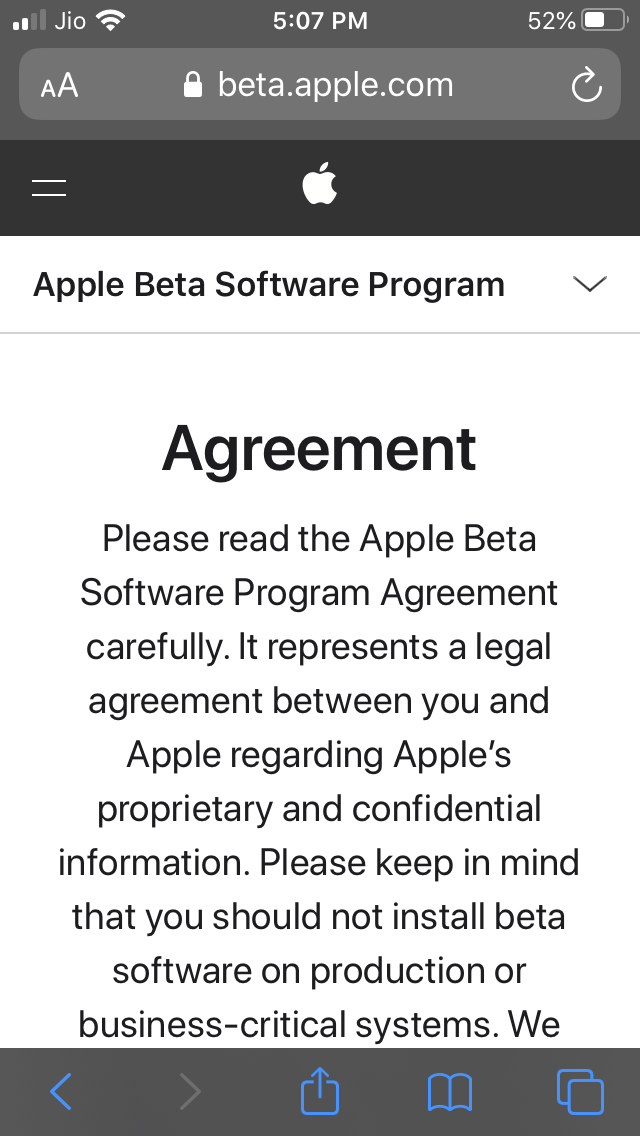 Jio 5:07 PM 52%
AA beta.apple.com
Apple Beta Software Program
Agreement
Please read the Apple Beta
Software Program Agreement
carefully. It represents a legal
agreement between you and
Apple regarding Apple’s
proprietary and confidential
information. Please keep in mind
that you should not install beta
software on production or
business-critical systems. We